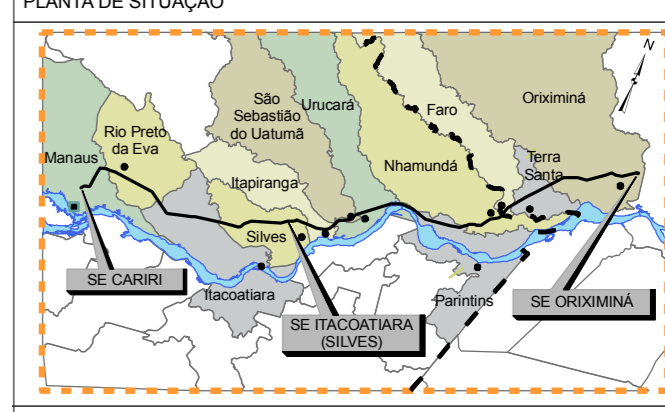 PLANTA DE SITUAÇÃO
N
São
Sebastião
do Uatumã
Urucará
Faro
Oriximiná
Rio Preto
da Eva
Manaus
Nhamundá
Terra
Santa
Itapiranga
Silves
SE CARIRI
Itacoatiara
SE ITACOATIARA
(SILVES)
Parintins
SE ORIXIMINÁ